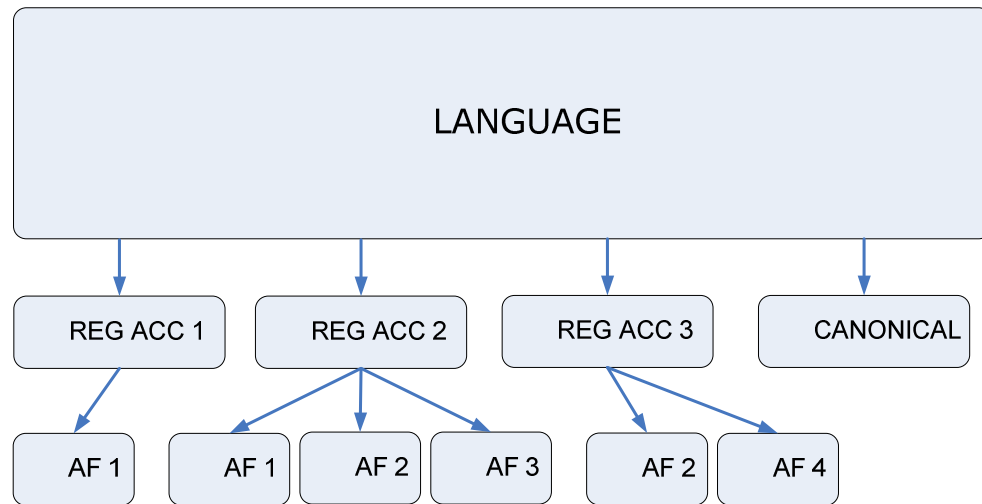 LANGUAGE
REG ACC 1
REG ACC 2
REG ACC 3
CANONICAL
AF 1
AF 1
AF 2
AF 3
AF 2
AF 4